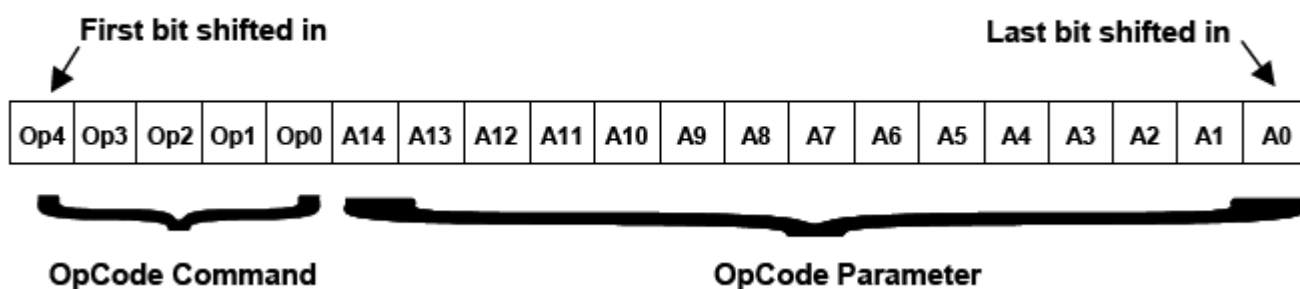 First bit shifted in
Last bit shifted in
Op4 Op3 Op2 Op1 Op0 A14 A13 A12 A11 A10 A9 A8 A7 A6 A5 A4 A3 A2 A1 A0
OpCode Command
OpCode Parameter